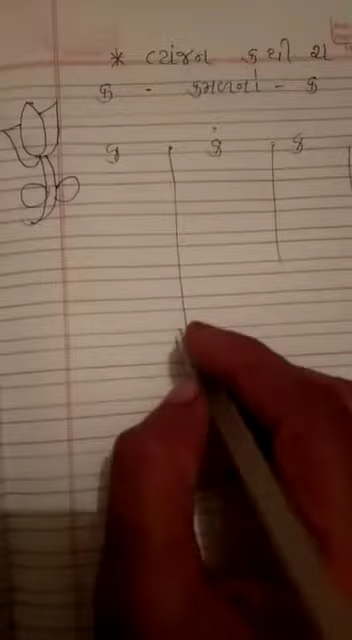 * વ્યંજન ક થી જ્ઞ
ક - કમળનો - ક
ક કં ક